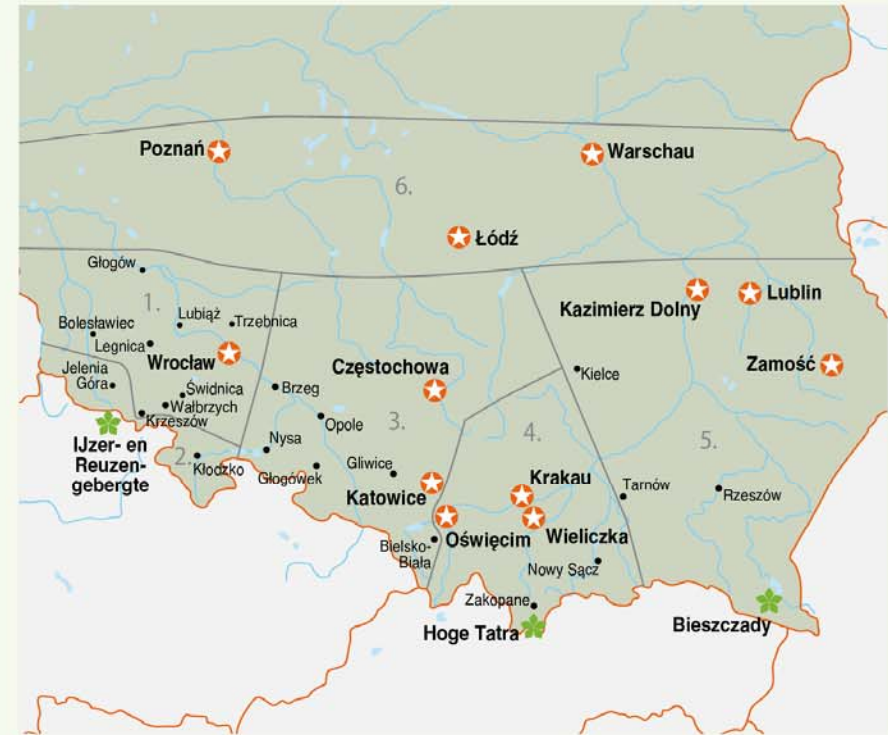 Poznań
Warschau
6.
Łódź
Głogów
1.
Lubiąż
Trzebnica
Bolesławiec
Legnica
Wrocław
Jelenia
Góra
Świdnica
Wałbrzych
Krzeszów
IJzer- en
Reuzen-
gebergte
2.
Kłodzko
Częstochowa
Brzeg
Opole
3.
Nysa
Gliwice
Głogówek
Katowice
Bielsko-
Biała
4.
Krakau
Oświęcim
Wieliczka
Nowy Sącz
Zakopane
Hoge Tatra
Kazimierz Dolny
Lublin
Zamość
Kielce
5.
Tarnów
Rzeszów
Bieszczady